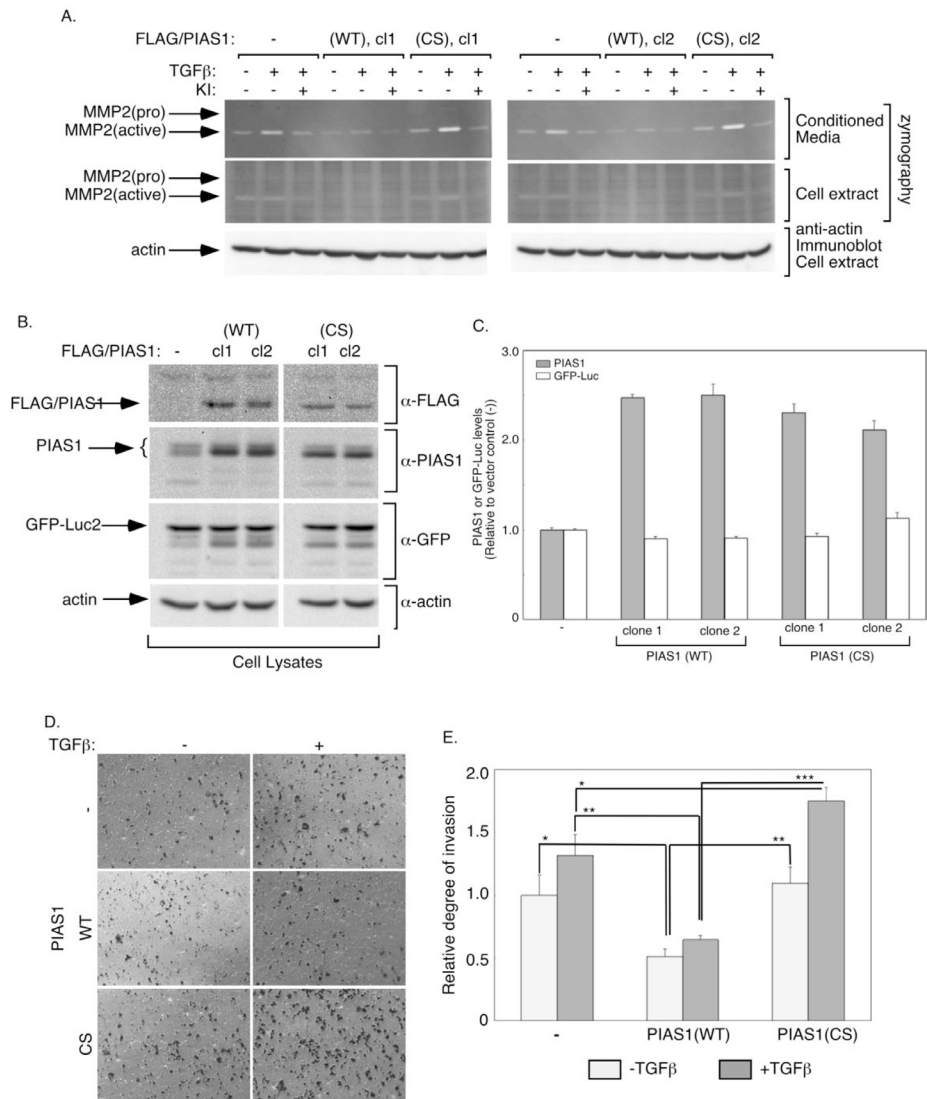 A.
FLAG/PIAS1: - (WT), cl1 (CS), cl1 - (WT), cl2 (CS), cl2
TGFβ: - + + - + + - + + - + + - + + - + +
KI: - - + - - + - - + - - + - - + - - +
MMP2(pro)
MMP2(active)
Conditioned
Media
MMP2(pro)
MMP2(active)
Cell extract
zymography
actin
anti-actin
Immunoblot
Cell extract
B.
(WT) (CS)
FLAG/PIAS1: - cl1 cl2 cl1 cl2
FLAG/PIAS1
α-FLAG
PIAS1 {
α-PIAS1
GFP-Luc2
α-GFP
actin
α-actin
Cell Lysates
C.
PIAS1 or GFP-Luc levels
(Relative to vector control (-))
3.0
2.0
1.0
0
PIAS1
GFP-Luc
- clone 1 clone 2 clone 1 clone 2
PIAS1 (WT) PIAS1 (CS)
D.
TGFβ: - +
-
PIAS1
WT
CS
E.
Relative degree of invasion
2.0
1.5
1.0
0.5
0
* ***
**
* **
- PIAS1(WT) PIAS1(CS)
-TGFβ +TGFβ